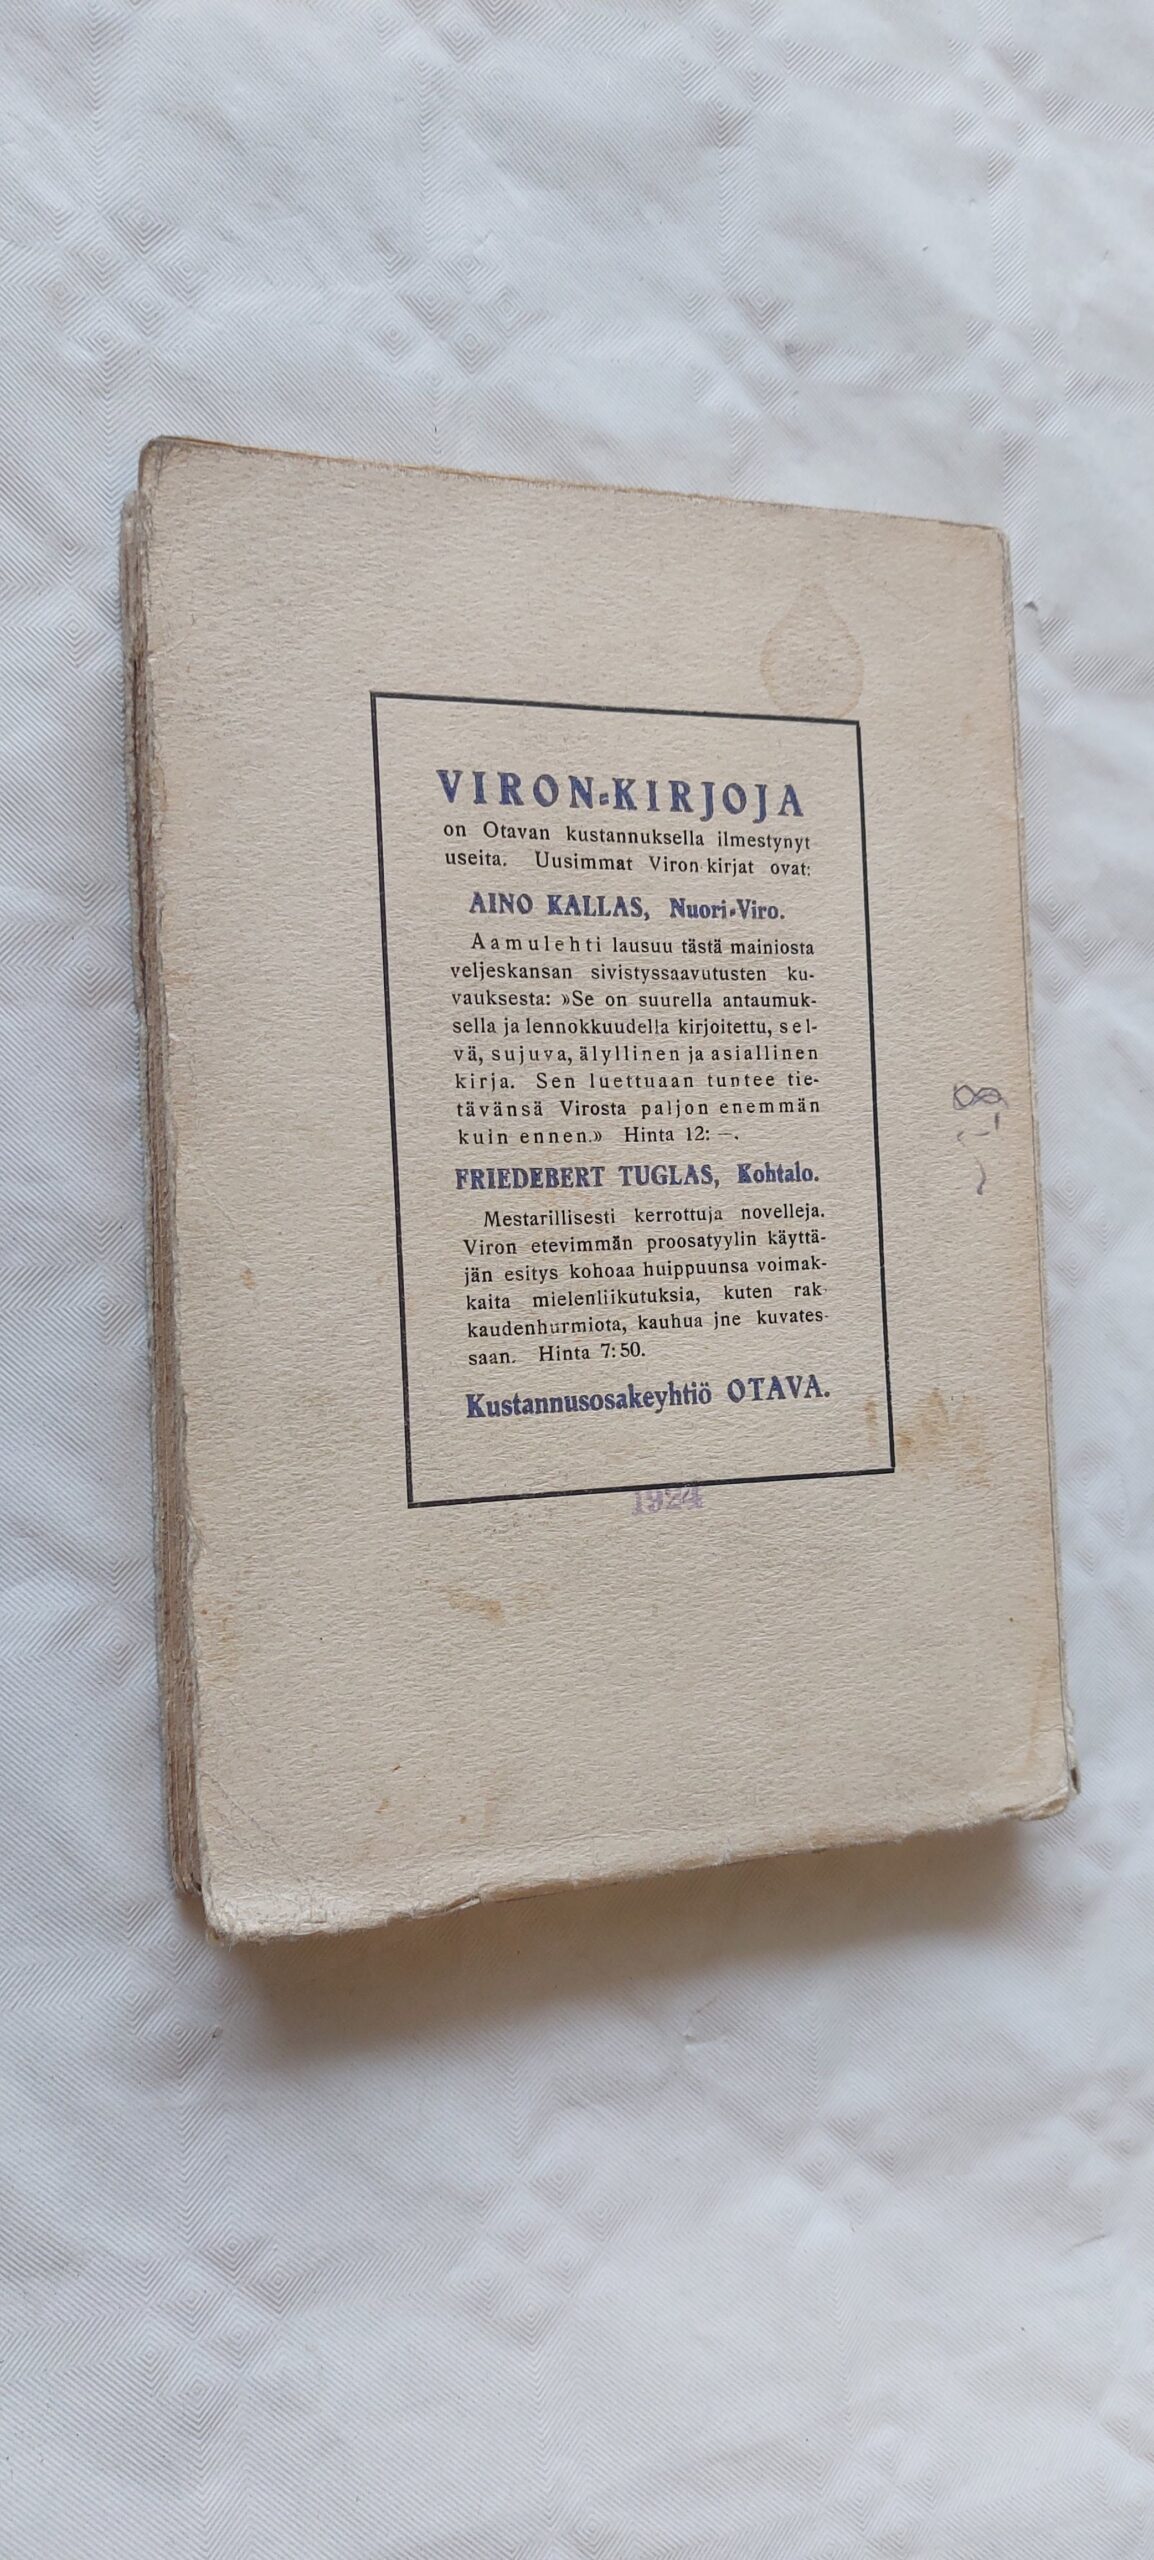 VIRON-KIRJOJA
on Otavan kustannuksella ilmestynyt
useita. Uusimmat Viron kirjat ovat:
AINO KALLAS, Nuori-Viro.
Aamulehti lausuu tästä mainiosta
veljeskansan sivistyssaavutusten ku-
vauksesta: »Se on suurella antaumuk-
sella ja lennokkuudella kirjoitettu, sel-
vä, sujuva, älyllinen ja asiallinen
kirja. Sen luettuaan tuntee tie-
tävänsä Virosta paljon enemmän
kuin ennen.» Hinta 12: —.
FRIEDEBERT TUGLAS, Kohtalo.
Mestarillisesti kerrottuja novelleja.
Viron etevimmän proosatyylin käyttä-
jän esitys kohoaa huippuunsa voimak-
kaita mielenliikutuksia, kuten rak-
kaudenhurmiota, kauhua jne kuvates-
saan. Hinta 7:50.
Kustannusosakeyhtiö OTAVA.
1924